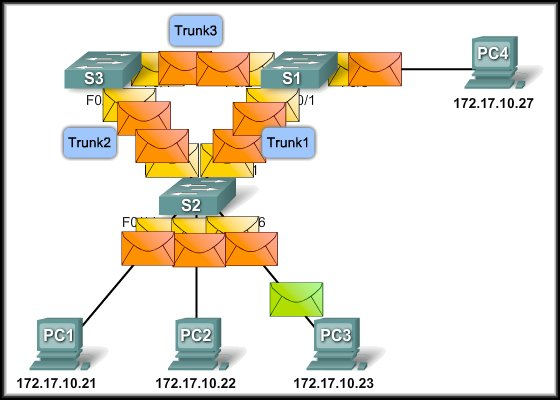 Trunk3
S3
S1
PC4
172.17.10.27
Trunk2
Trunk1
S2
PC1
PC2
PC3
172.17.10.21
172.17.10.22
172.17.10.23